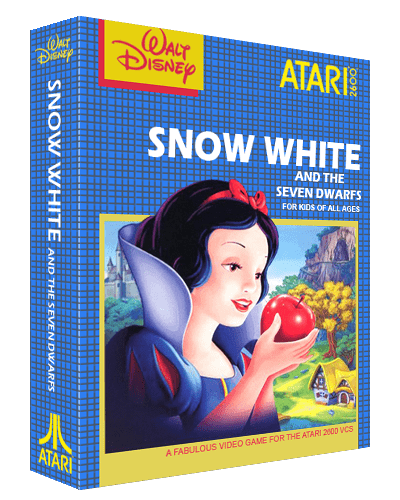 WALT
DISNEY
SNOW WHITE
AND THE SEVEN DWARFS
ATARI
WALT
DISNEY
ATARI 2600
SNOW WHITE
AND THE
SEVEN DWARFS
FOR KIDS OF ALL AGES
A FABULOUS VIDEO GAME FOR THE ATARI 2600 VCS